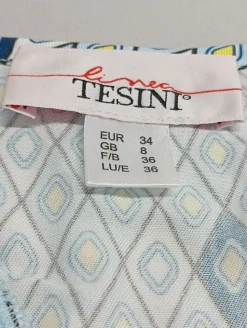 linea
TESINI
EUR 34
GB 8
F/B 36
LU/E 36